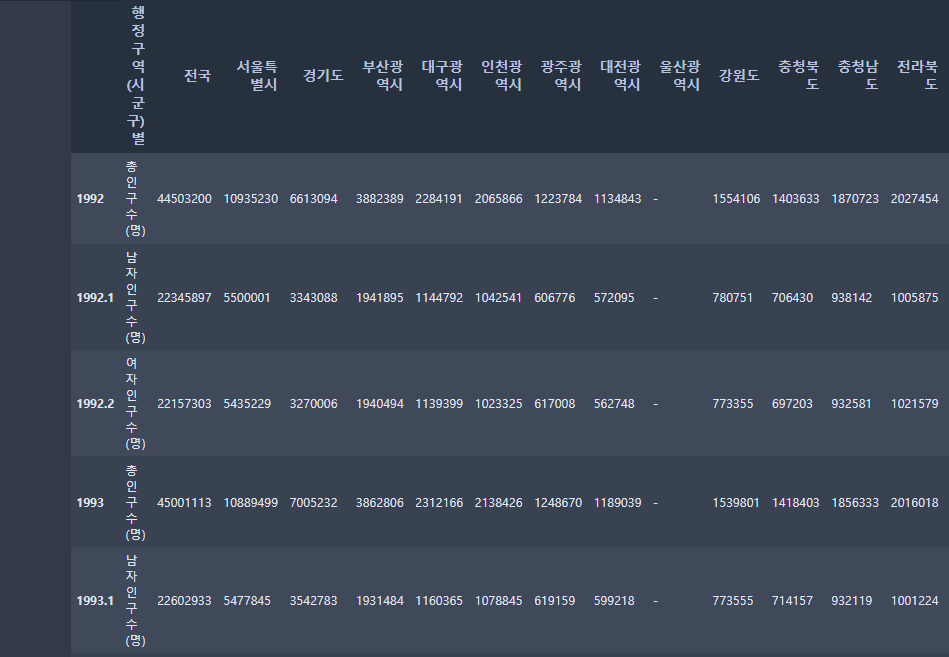 행정구역(시군구)별 전국 서울특별시 경기도 부산광역시 대구광역시 인천광역시 광주광역시 대전광역시 울산광역시 강원도 충청북도 충청남도 전라북도
1992 총인구수(명) 44503200 10935230 6613094 3882389 2284191 2065866 1223784 1134843 - 1554106 1403633 1870723 2027454
1992.1 남자인구수(명) 22345897 5500001 3343088 1941895 1144792 1042541 606776 572095 - 780751 706430 938142 1005875
1992.2 여자인구수(명) 22157303 5435229 3270006 1940494 1139399 1023325 617008 562748 - 773355 697203 932581 1021579
1993 총인구수(명) 45001113 10889499 7005232 3862806 2312166 2138426 1248670 1189039 - 1539801 1418403 1856333 2016018
1993.1 남자인구수(명) 22602933 5477845 3542783 1931484 1160365 1078845 619159 599218 - 773555 714157 932119 1001224